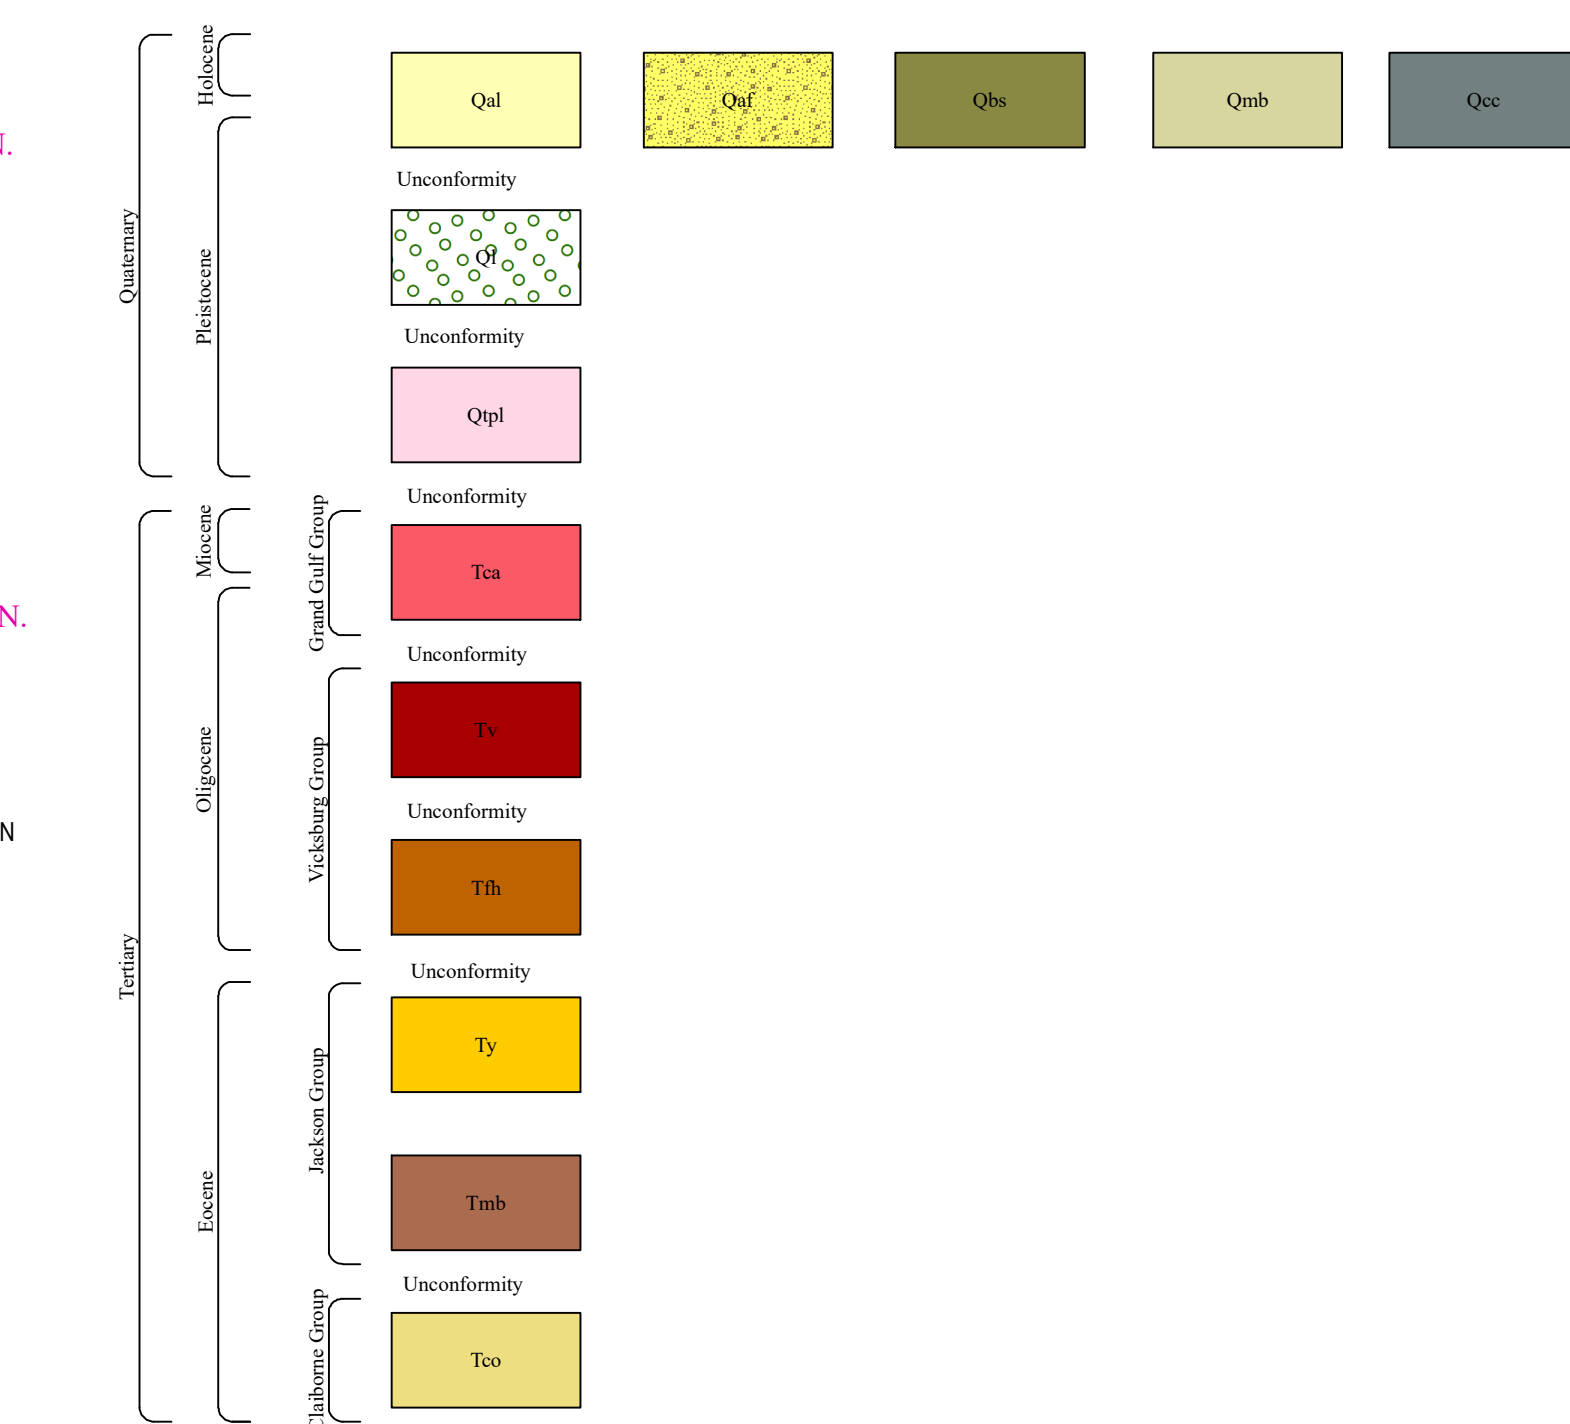 Holocene
Qal
Qaf
Qbs
Qmb
Qcc
N.
Unconformity
Quaternary
Pleistocene
Ql
Unconformity
Qtpl
Unconformity
Miocene
Grand Gulf Group
Tca
N.
Unconformity
Tv
Oligocene
Vicksburg Group
Unconformity
N
Tfh
Tertiary
Unconformity
Ty
Jackson Group
Eocene
Tmb
Unconformity
Claiborne Group
Tco